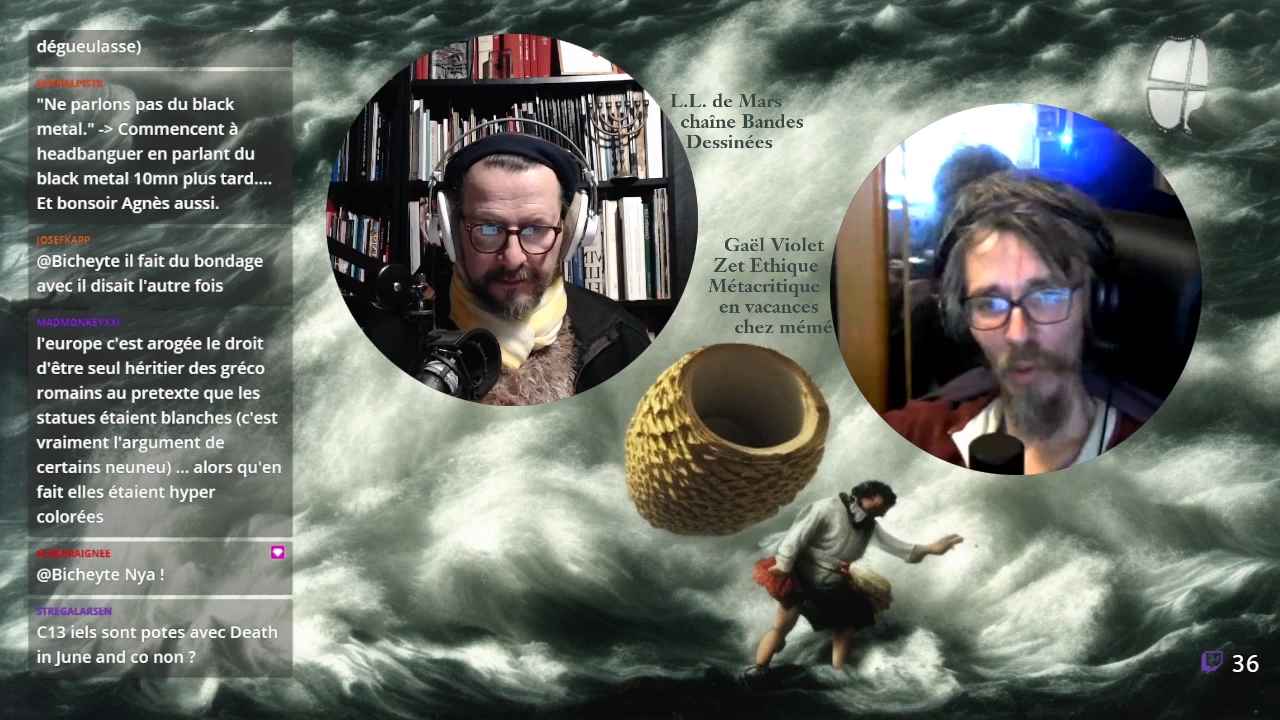 dégueulasse)
"Ne parlons pas du black
metal." -> Commencent à
headbanguer en parlant du
black metal 10mn plus tard....
Et bonsoir Agnès aussi.
JOSEFKAPP
@Bicheyte il fait du bondage
avec il disait l'autre fois
MADMONKEYXXI
l'europe c'est arogée le droit
d'être seul héritier des gréco
romains au pretexte que les
statues étaient blanches (c'est
vraiment l'argument de
certains neuneu) ... alors qu'en
fait elles étaient hyper
colorées
@Bicheyte Nya !
STREGALARSEN
C13 iels sont potes avec Death
in June and co non ?
L.L. de Mars
chaîne Bandes
Dessinées
Gaël Violet
Zet Ethique
Métacritique
en vacances
chez mémé
36